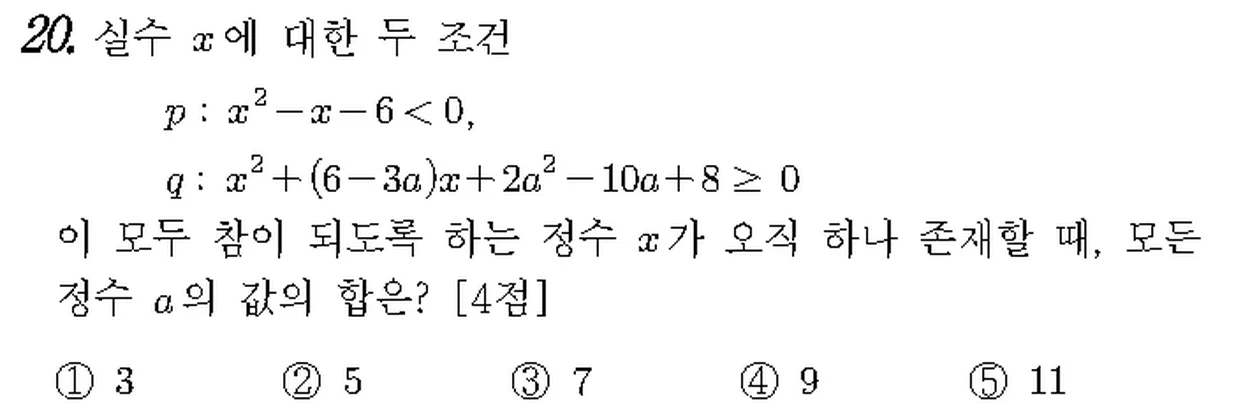 20. 실수 x에 대한 두 조건
p : x² − x − 6 < 0,
q : x² + (6 − 3a)x + 2a² − 10a + 8 ≥ 0
이 모두 참이 되도록 하는 정수 x가 오직 하나 존재할 때, 모든
정수 a의 값의 합은? [4점]
① 3 ② 5 ③ 7 ④ 9 ⑤ 11